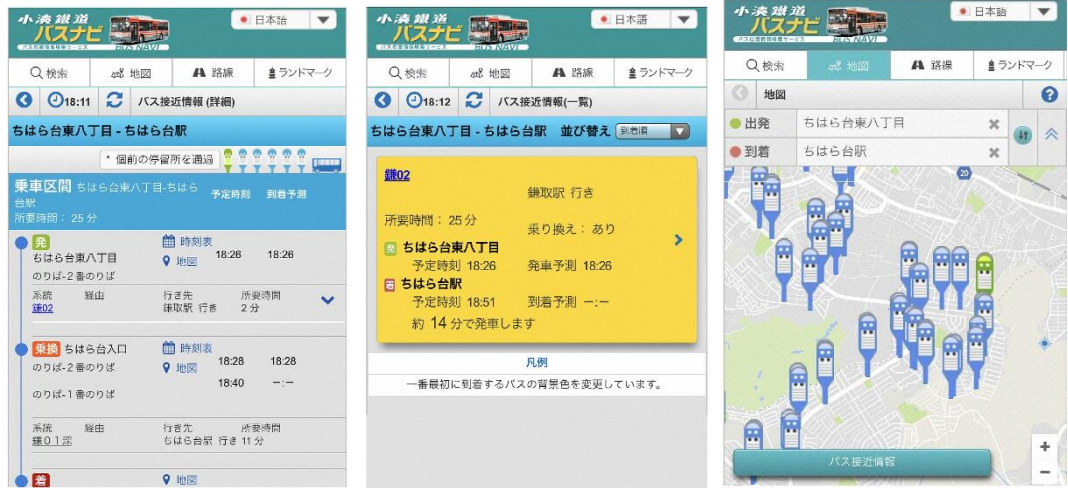 小湊鐵道
バスナビ
BUS NAVI
日本語
検索
地図
路線
ランドマーク
18:11
バス接近情報 (詳細)
ちはら台東八丁目 - ちはら台駅
* 個前の停留所を通過
乗車区間 ちはら台東八丁目-ちはら台駅
予定時刻 到着予測
所要時間： 25 分
発
時刻表
ちはら台東八丁目
地図
18:26 18:26
のりば-2 番のりば
系統 経由 行き先 所要時間
鎌02 鎌取駅 行き 2 分
乗換 ちはら台入口
時刻表
のりば-2 番のりば
地図
18:28 18:28
18:40 −:−
のりば-1 番のりば
系統 経由 行き先 所要時間
ちはら台駅 行き 11 分
着
地図
小湊鐵道
バスナビ
BUS NAVI
日本語
検索
地図
路線
ランドマーク
18:12
バス接近情報(一覧)
ちはら台東八丁目 - ちはら台駅 並び替え 到着順
鎌02
鎌取駅 行き
所要時間： 25 分
乗り換え： あり
発 ちはら台東八丁目
予定時刻 18:26 発車予測 18:26
着 ちはら台駅
予定時刻 18:51 到着予測 −:−
約 14 分で発車します
凡例
一番最初に到着するバスの背景色を変更しています。
小湊鐵道
バスナビ
BUS NAVI
日本語
検索
地図
路線
ランドマーク
地図
出発 ちはら台東八丁目
到着 ちはら台駅
20
バス接近情報
+
−